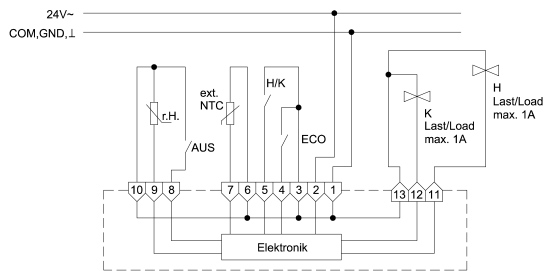 24V~
COM,GND,⊥
r.H.
AUS
ext.
NTC
H/K
ECO
H
Last/Load
max. 1A
K
Last/Load
max. 1A
10 9 8 7 6 5 4 3 2 1 13 12 11
Elektronik